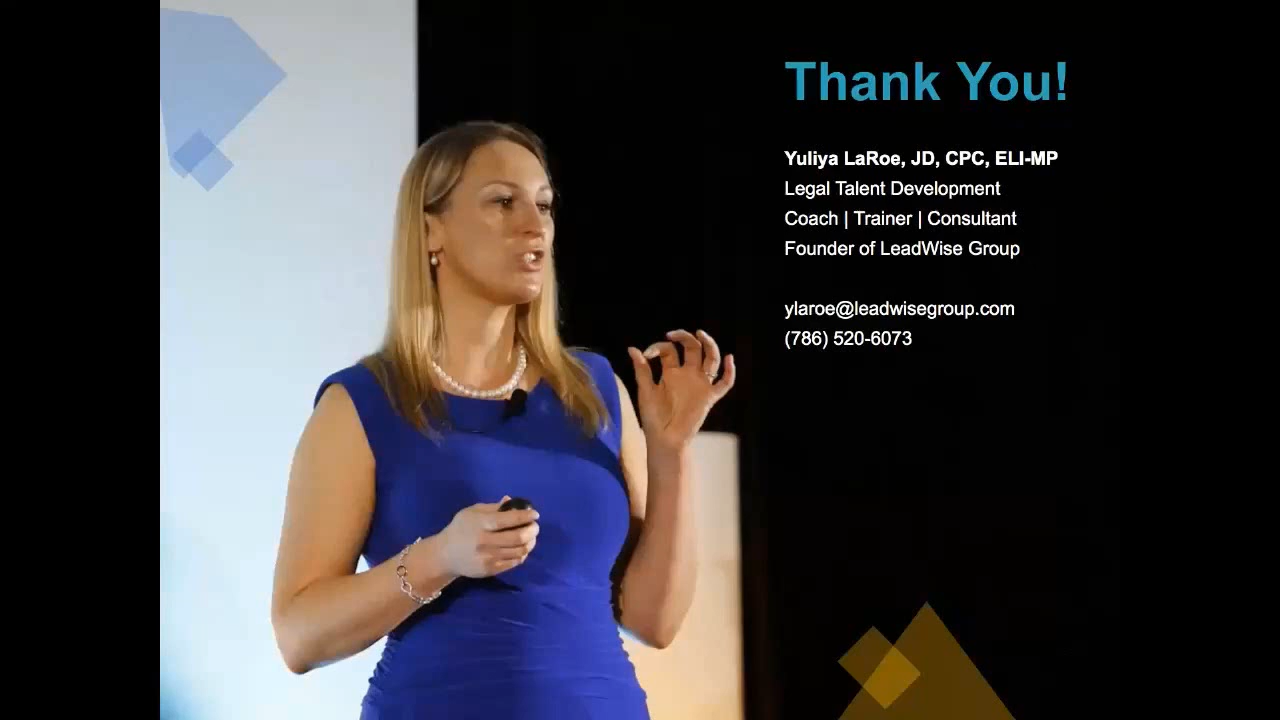 Thank You!
Yuliya LaRoe, JD, CPC, ELI-MP
Legal Talent Development
Coach | Trainer | Consultant
Founder of LeadWise Group
ylaroe@leadwisegroup.com
(786) 520-6073